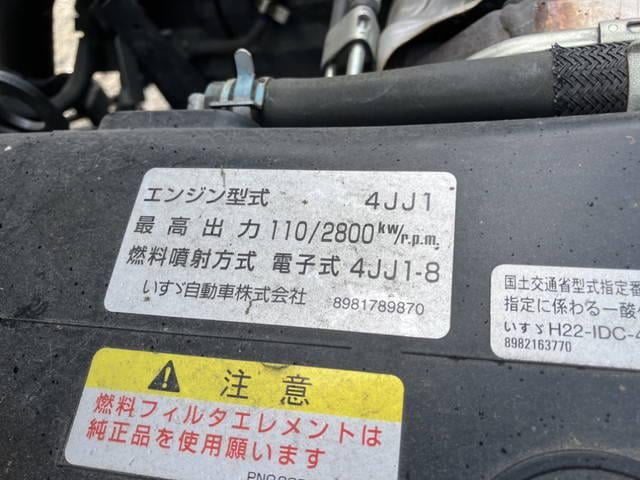 エンジン型式 4JJ1
最高出力 110/2800 kW/r.p.m.
燃料噴射方式 電子式 4JJ1-8
いすゞ自動車株式会社 8981789870
国土交通省型式指定番
指定に係わる一酸
いすゞH22-IDC-
8982163770
注意
燃料フィルタエレメントは
純正品を使用願います